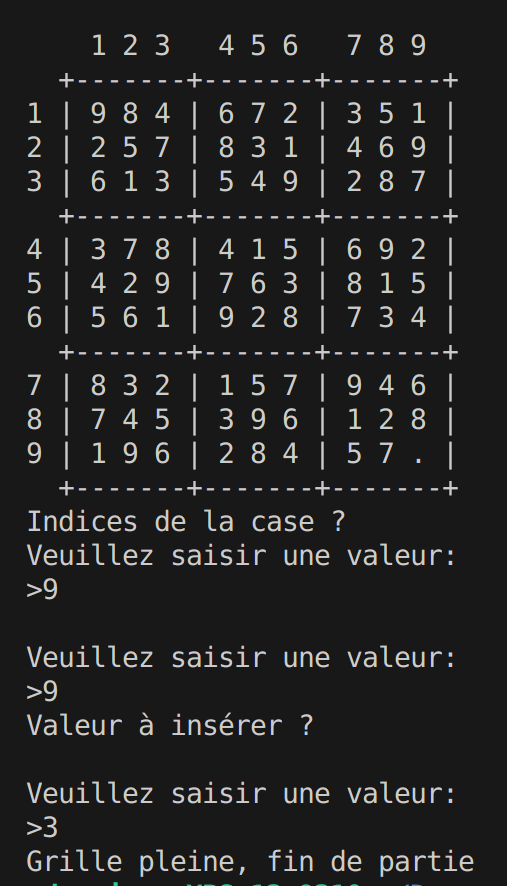 1 2 3   4 5 6   7 8 9
+-------+-------+-------+
1 | 9 8 4 | 6 7 2 | 3 5 1 |
2 | 2 5 7 | 8 3 1 | 4 6 9 |
3 | 6 1 3 | 5 4 9 | 2 8 7 |
+-------+-------+-------+
4 | 3 7 8 | 4 1 5 | 6 9 2 |
5 | 4 2 9 | 7 6 3 | 8 1 5 |
6 | 5 6 1 | 9 2 8 | 7 3 4 |
+-------+-------+-------+
7 | 8 3 2 | 1 5 7 | 9 4 6 |
8 | 7 4 5 | 3 9 6 | 1 2 8 |
9 | 1 9 6 | 2 8 4 | 5 7 . |
+-------+-------+-------+
Indices de la case ?
Veuillez saisir une valeur:
>9
Veuillez saisir une valeur:
>9
Valeur à insérer ?
Veuillez saisir une valeur:
>3
Grille pleine, fin de partie